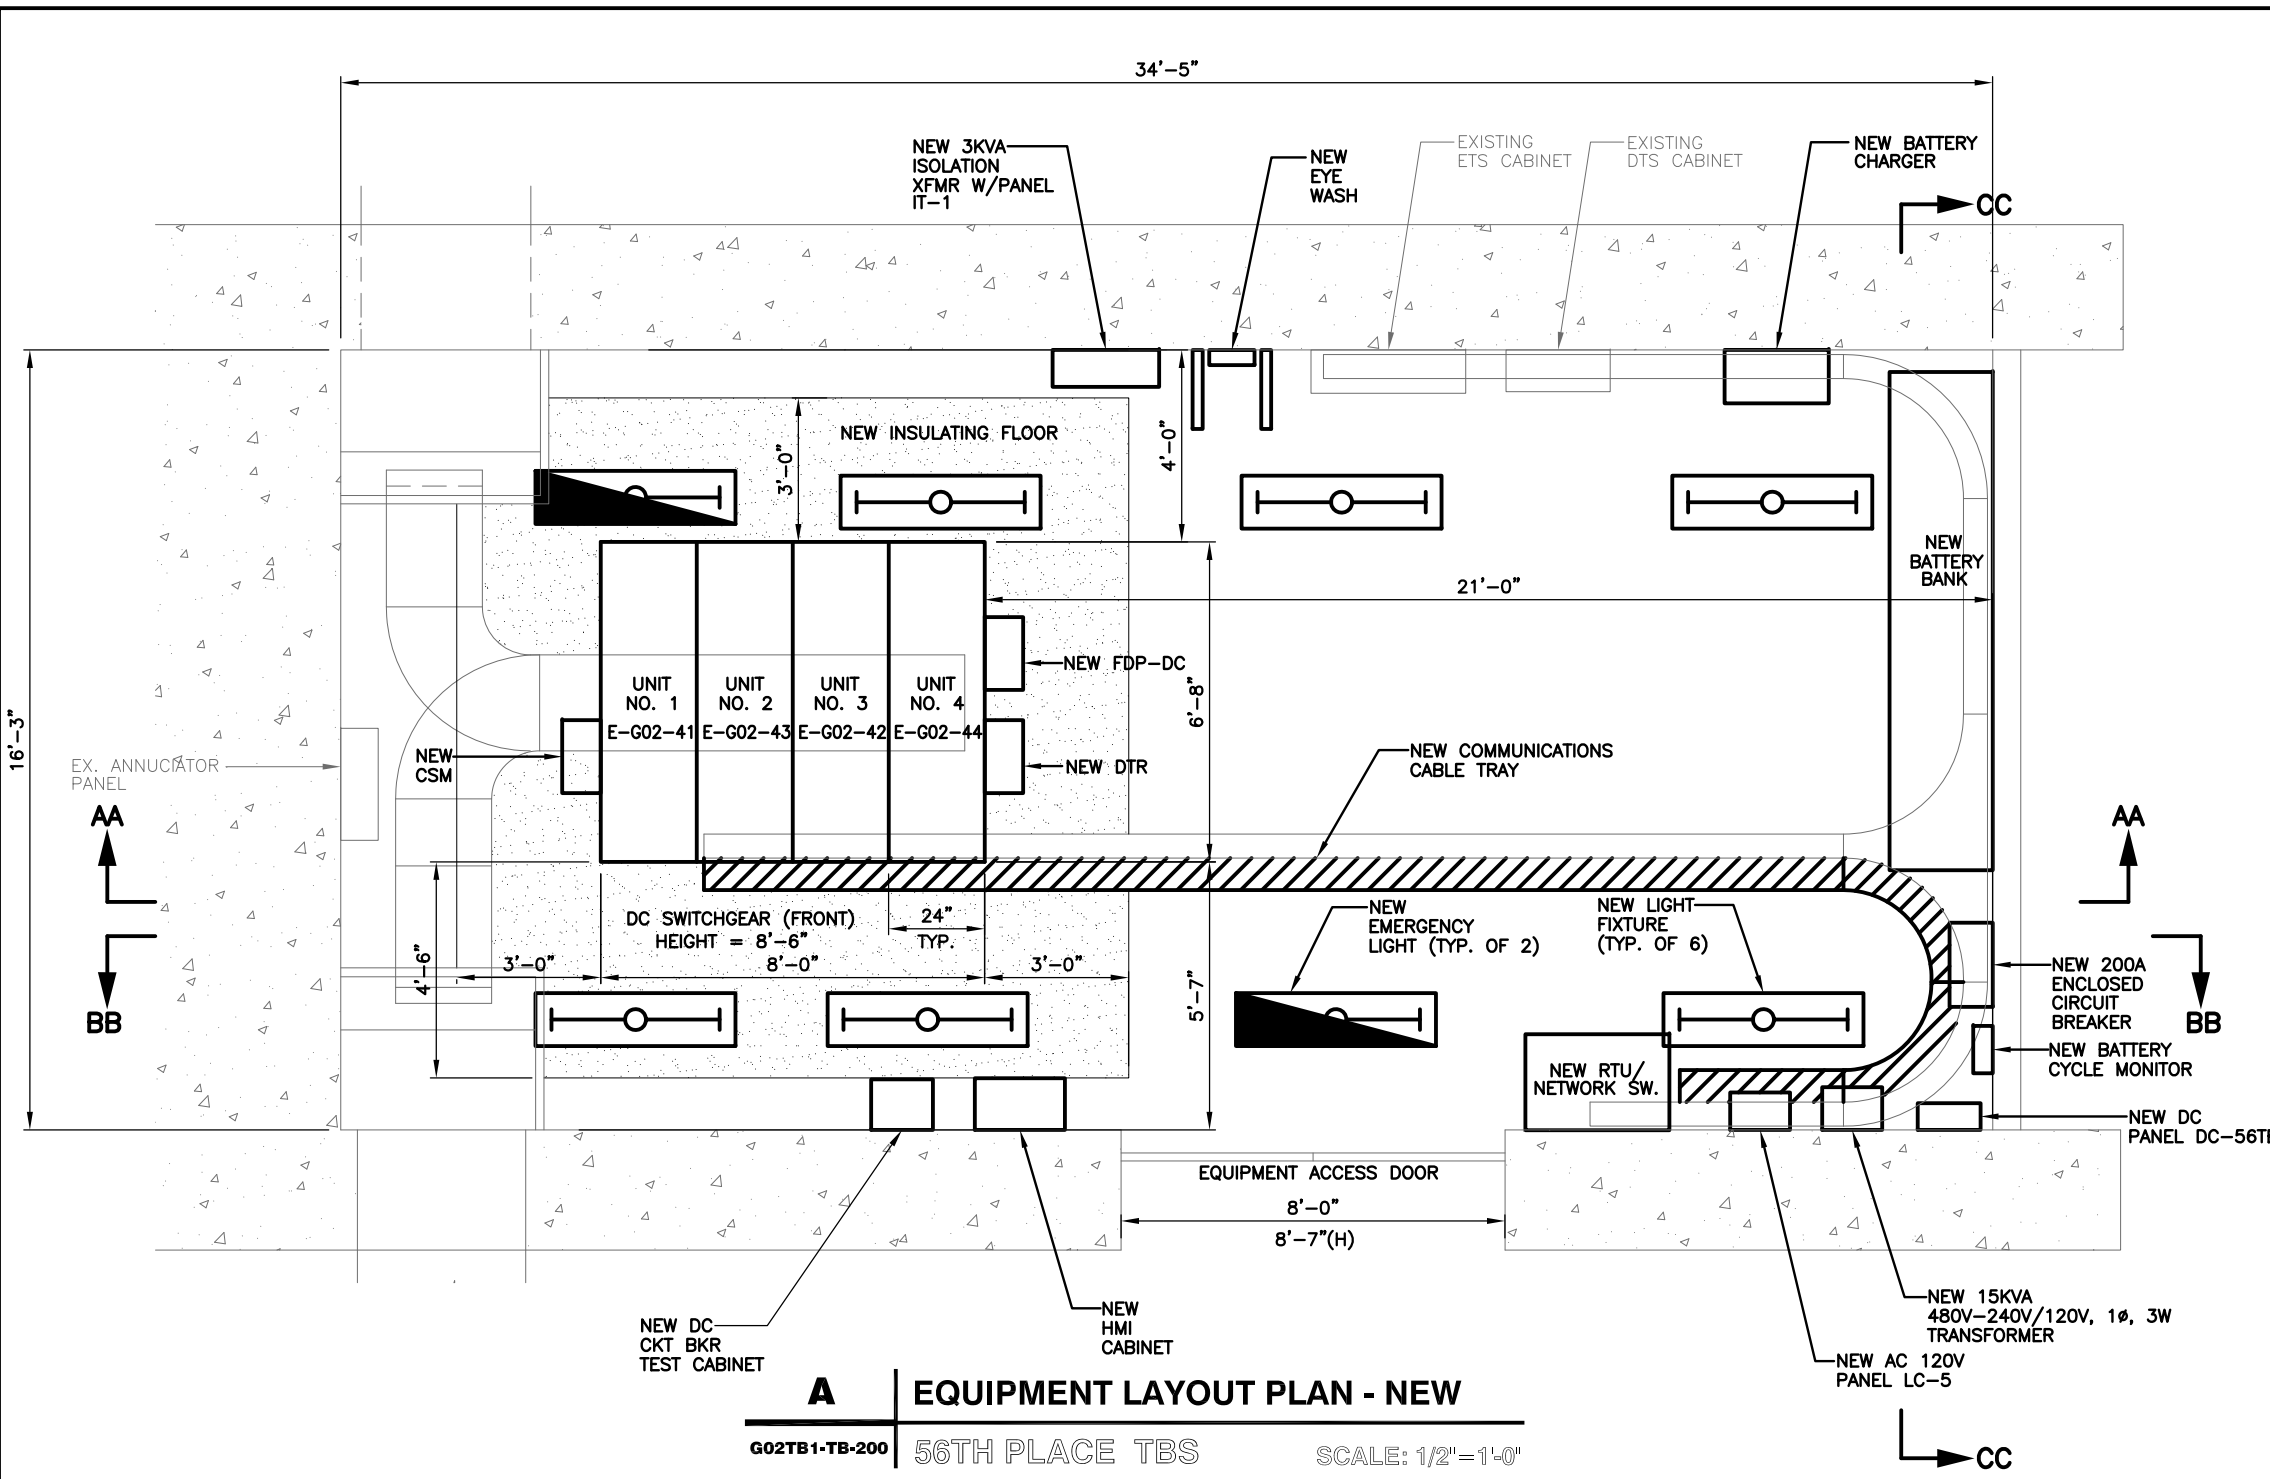 34'-5"
NEW 3KVA
ISOLATION
XFMR W/PANEL
IT-1
NEW
EYE
WASH
EXISTING
ETS CABINET
EXISTING
DTS CABINET
NEW BATTERY
CHARGER
CC
NEW INSULATING FLOOR
3'-0"
4'-0"
NEW
BATTERY
BANK
21'-0"
16'-3"
UNIT
NO. 1
E-G02-41
UNIT
NO. 2
E-G02-43
UNIT
NO. 3
E-G02-42
UNIT
NO. 4
E-G02-44
NEW FDP-DC
6'-8"
NEW
CSM
NEW DTR
EX. ANNUCIATOR
PANEL
NEW COMMUNICATIONS
CABLE TRAY
AA
AA
DC SWITCHGEAR (FRONT)
HEIGHT = 8'-6"
24"
TYP.
NEW
EMERGENCY
LIGHT (TYP. OF 2)
NEW LIGHT
FIXTURE
(TYP. OF 6)
4'-6"
3'-0"
8'-0"
3'-0"
5'-7"
BB
NEW 200A
ENCLOSED
CIRCUIT
BREAKER
BB
NEW BATTERY
CYCLE MONITOR
NEW RTU/
NETWORK SW.
NEW DC
PANEL DC-56TB
EQUIPMENT ACCESS DOOR
8'-0"
8'-7"(H)
NEW DC
CKT BKR
TEST CABINET
NEW
HMI
CABINET
NEW 15KVA
480V-240V/120V, 1ø, 3W
TRANSFORMER
NEW AC 120V
PANEL LC-5
A
EQUIPMENT LAYOUT PLAN - NEW
G02TB1-TB-200
56TH PLACE TBS
SCALE: 1/2"=1'-0"
CC